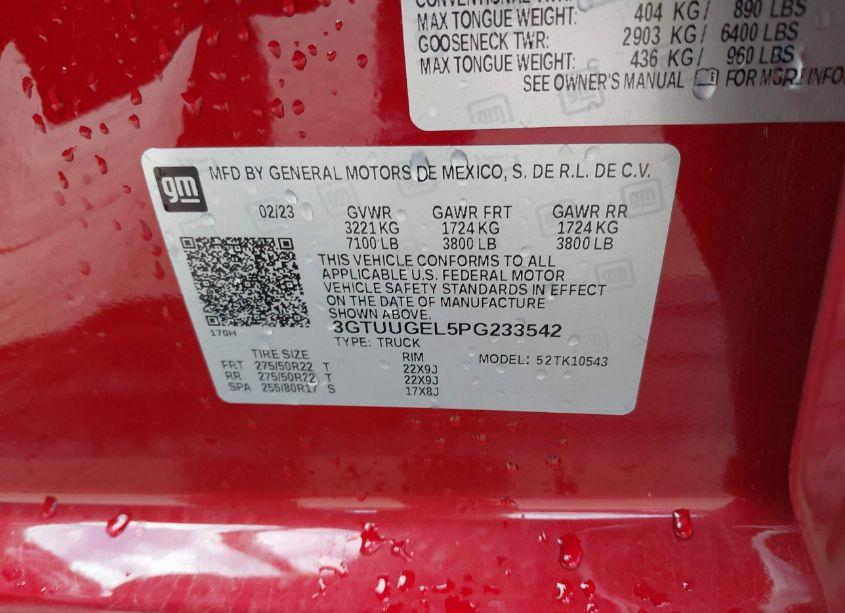 MAX TONGUE WEIGHT: 404 KG/ 890 LBS
GOOSENECK TWR: 2903 KG/ 6400 LBS
MAX TONGUE WEIGHT: 436 KG/ 960 LBS
SEE OWNER'S MANUAL FOR MORE INFO
gm
MFD BY GENERAL MOTORS DE MEXICO, S. DE R.L. DE C.V.
02/23 GVWR GAWR FRT GAWR RR
3221 KG 1724 KG 1724 KG
7100 LB 3800 LB 3800 LB
THIS VEHICLE CONFORMS TO ALL
APPLICABLE U.S. FEDERAL MOTOR
VEHICLE SAFETY STANDARDS IN EFFECT
ON THE DATE OF MANUFACTURE
SHOWN ABOVE.
170H
3GTUUGEL5PG233542
TYPE: TRUCK
MODEL: 52TK10543
TIRE SIZE RIM
FRT 275/50R22 T 22X9J
RR 275/50R22 T 22X9J
SPA 255/80R17 S 17X8J